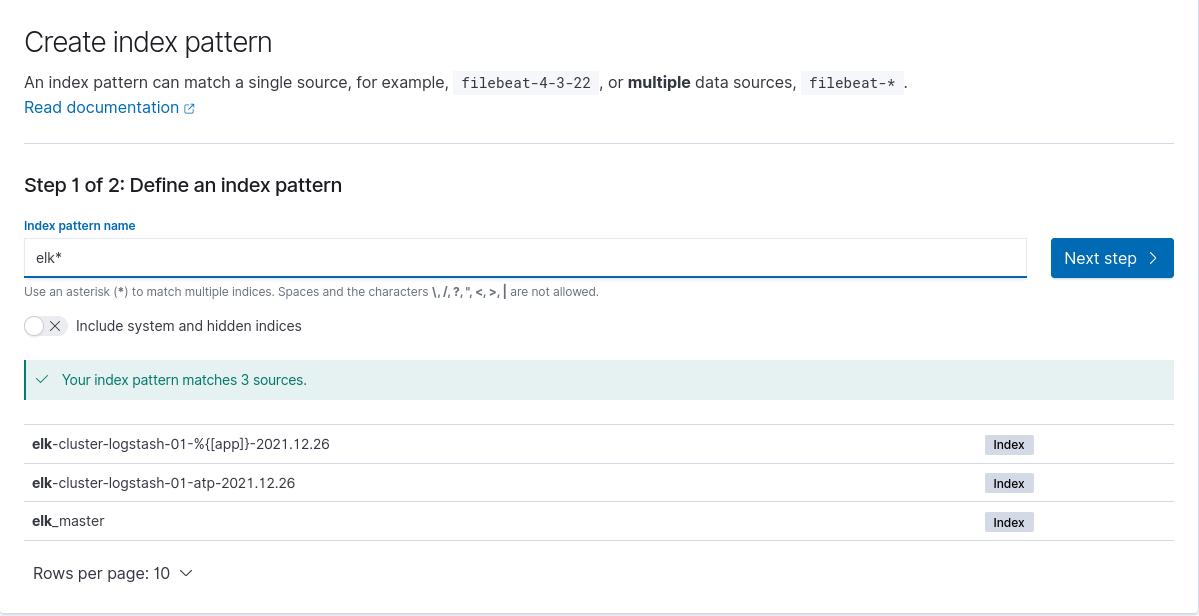 Create index pattern
An index pattern can match a single source, for example, filebeat-4-3-22 , or multiple data sources, filebeat-* .
Read documentation
Step 1 of 2: Define an index pattern
Index pattern name
elk*
Next step
Use an asterisk (*) to match multiple indices. Spaces and the characters \, /, ?, ", <, >, | are not allowed.
Include system and hidden indices
Your index pattern matches 3 sources.
elk-cluster-logstash-01-%{[app]}-2021.12.26 Index
elk-cluster-logstash-01-atp-2021.12.26 Index
elk_master Index
Rows per page: 10